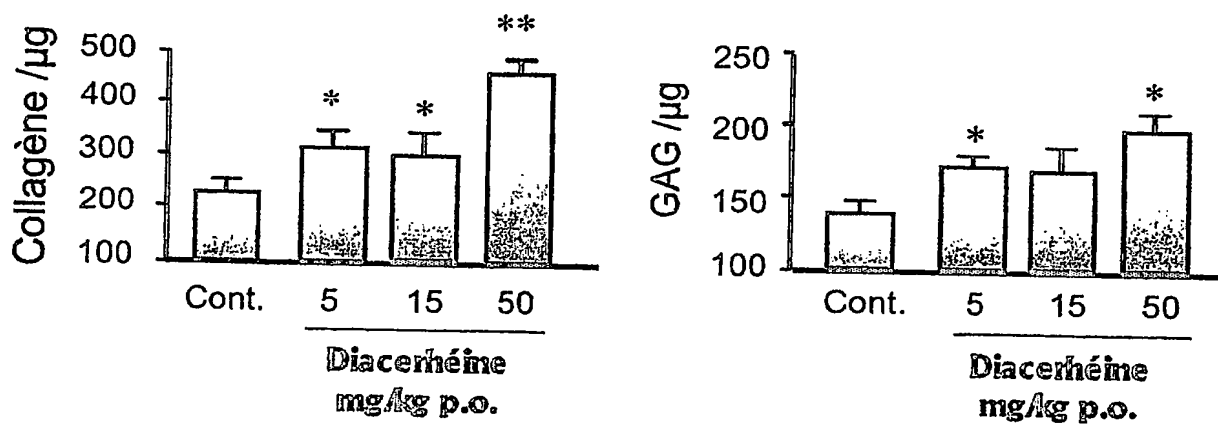 Collagène /µg
500
400
300
200
100
*
*
**
Cont. 5 15 50
Diacerhéine
mg/kg p.o.
GAG /µg
250
200
150
100
*
*
Cont. 5 15 50
Diacerhéine
mg/kg p.o.